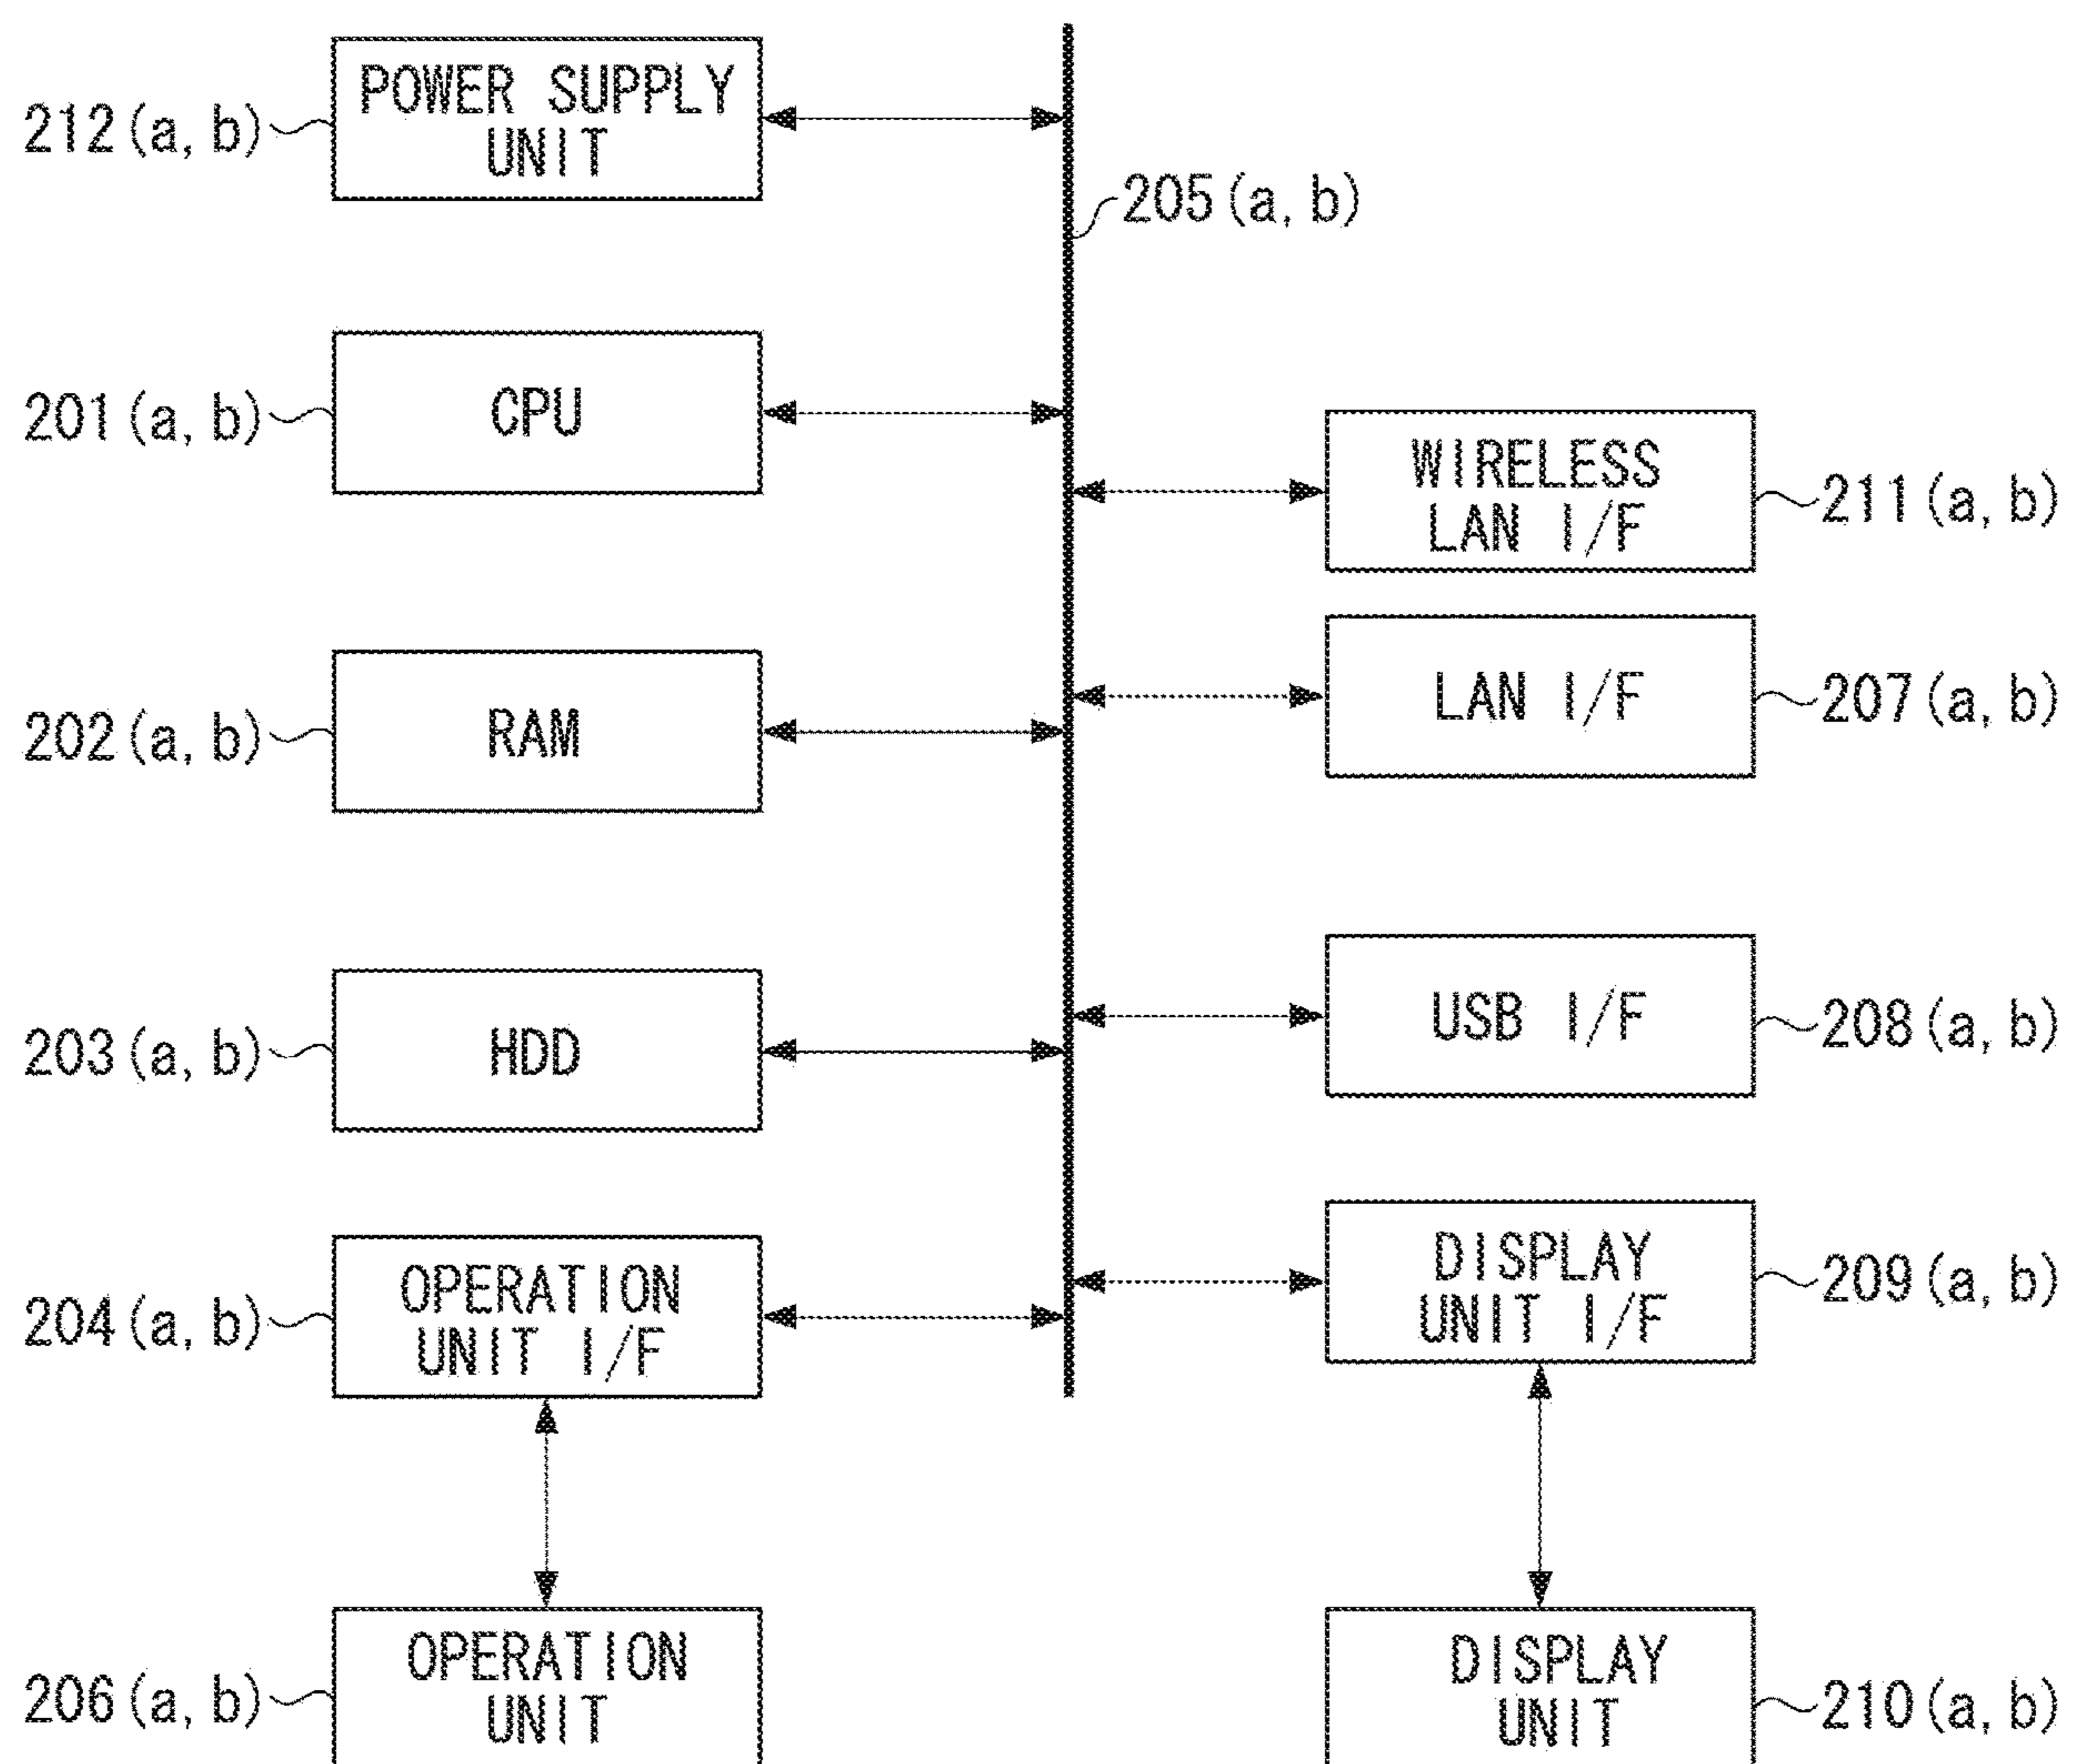 212(a, b)
POWER SUPPLY
UNIT
205(a, b)
201(a, b)
CPU
WIRELESS
LAN I/F
211(a, b)
202(a, b)
RAM
LAN I/F
207(a, b)
203(a, b)
HDD
USB I/F
208(a, b)
204(a, b)
OPERATION
UNIT I/F
DISPLAY
UNIT I/F
209(a, b)
206(a, b)
OPERATION
UNIT
DISPLAY
UNIT
210(a, b)